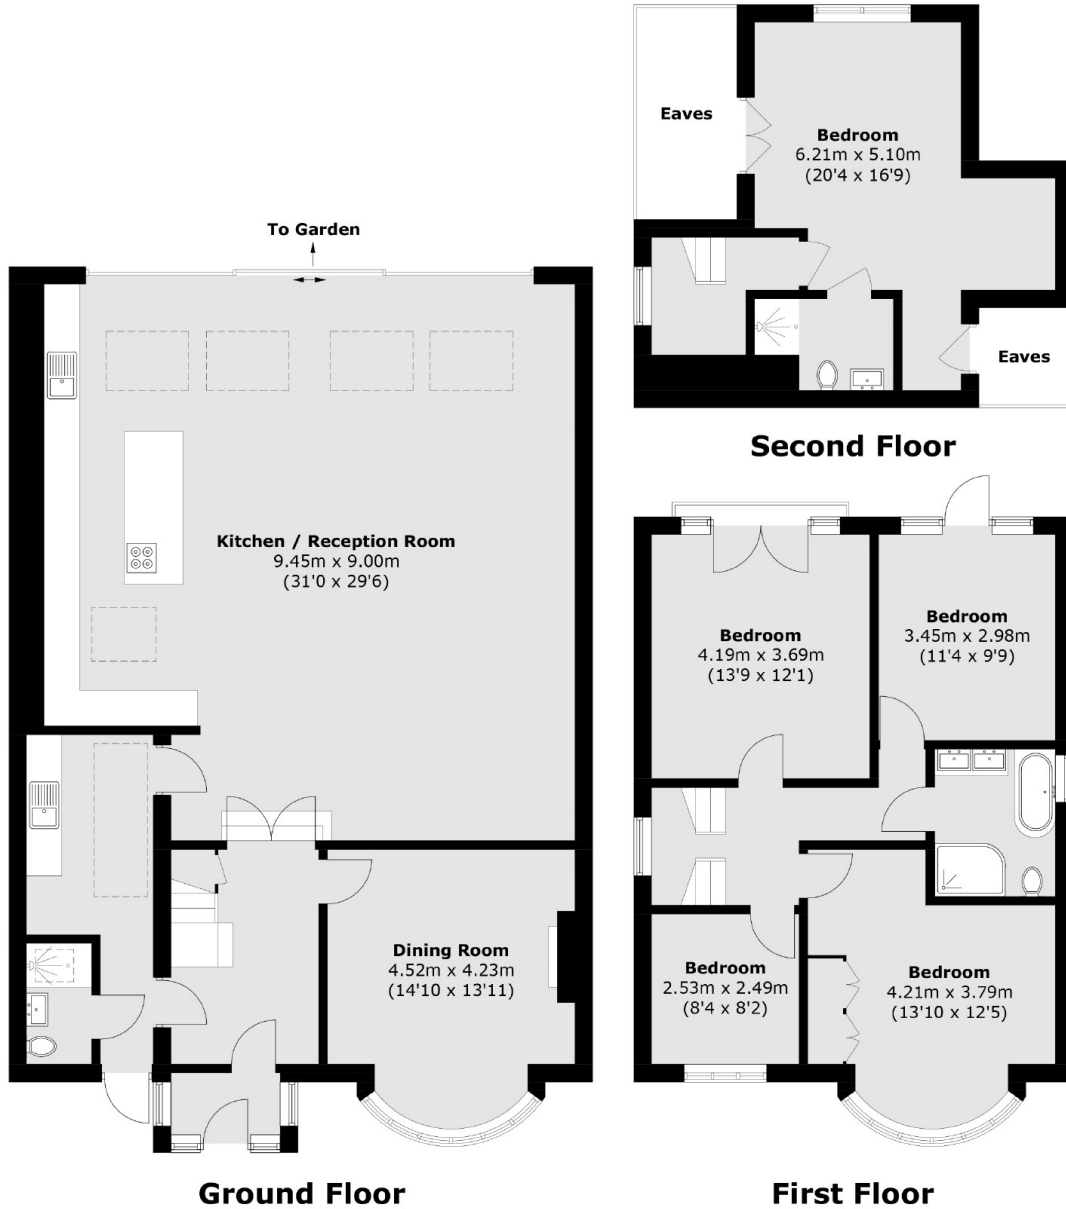 To Garden
Kitchen / Reception Room
9.45m x 9.00m
(31'0 x 29'6)
Dining Room
4.52m x 4.23m
(14'10 x 13'11)
Ground Floor
Eaves
Bedroom
6.21m x 5.10m
(20'4 x 16'9)
Eaves
Second Floor
Bedroom
4.19m x 3.69m
(13'9 x 12'1)
Bedroom
3.45m x 2.98m
(11'4 x 9'9)
Bedroom
2.53m x 2.49m
(8'4 x 8'2)
Bedroom
4.21m x 3.79m
(13'10 x 12'5)
First Floor